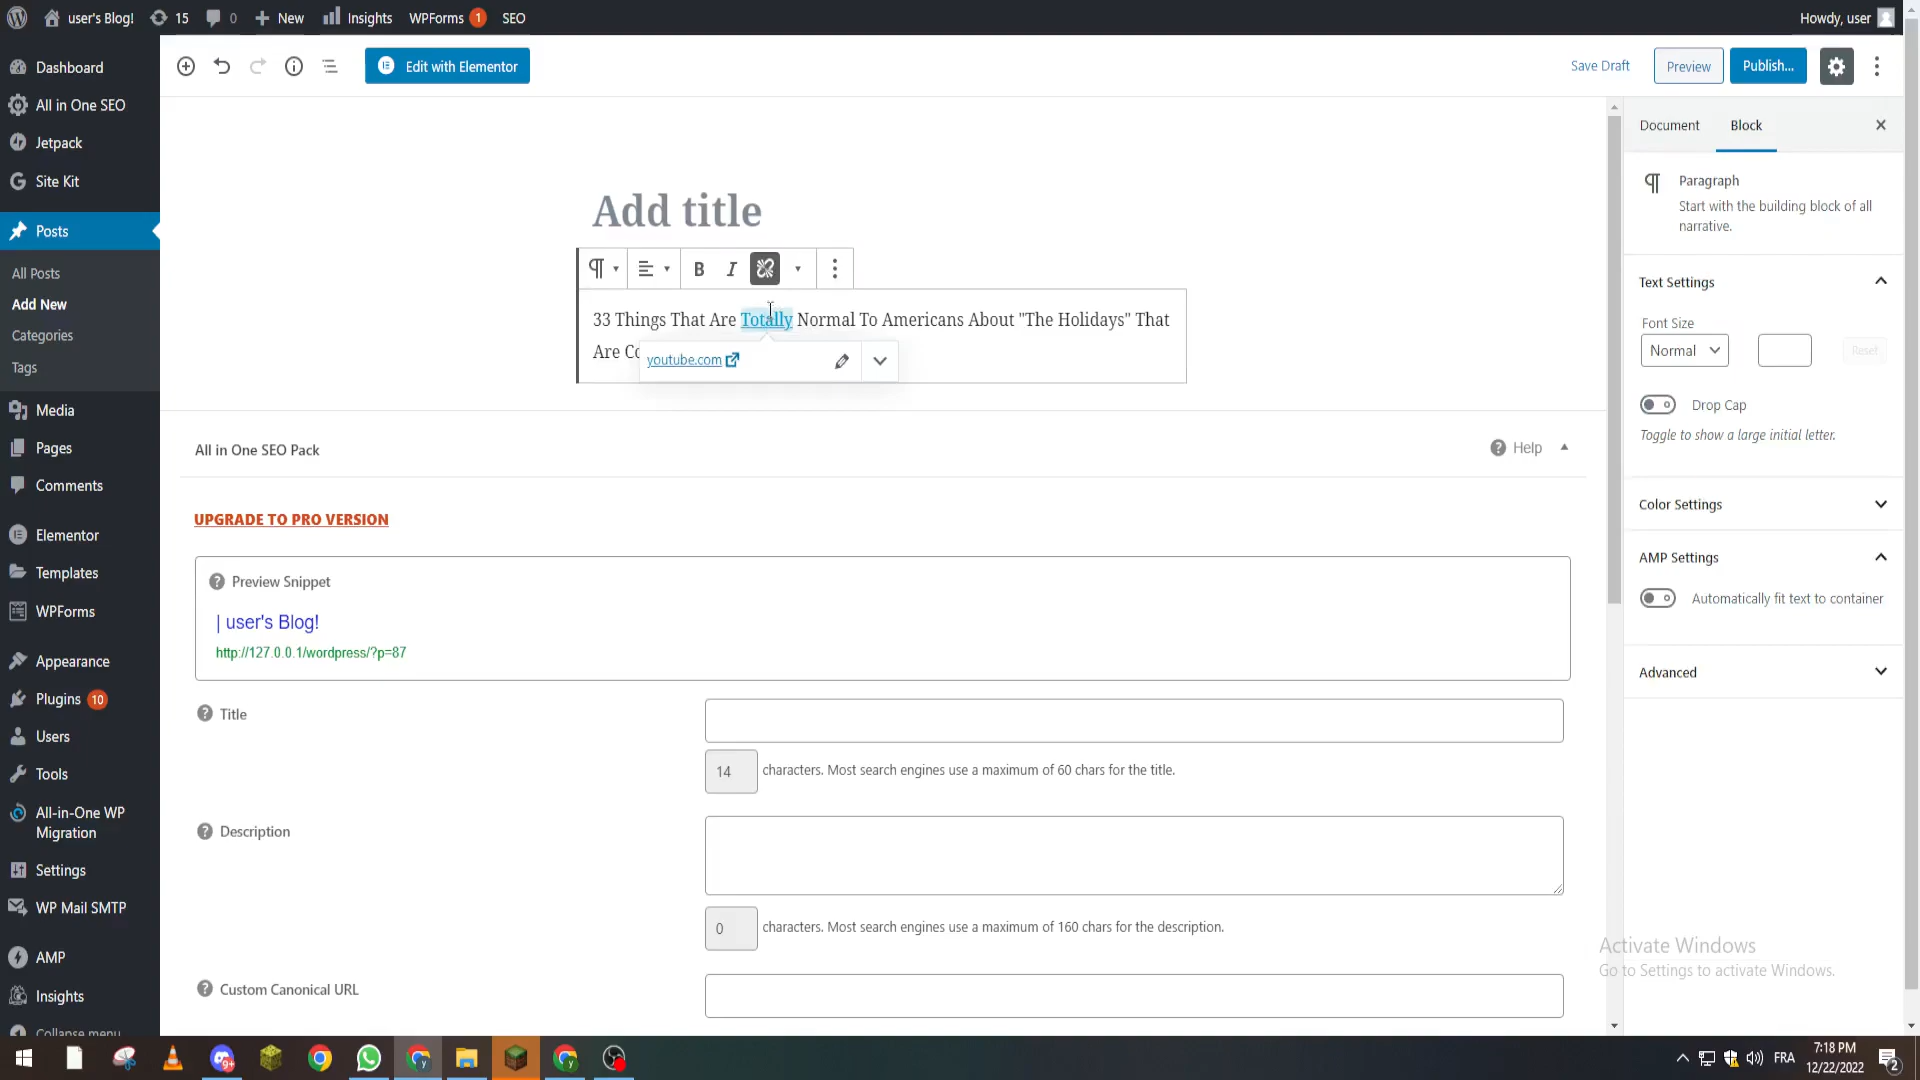 user's Blog!
15
0
New
Insights
WPForms
1
SEO
Howdy, user
Dashboard
All in One SEO
Jetpack
Site Kit
Posts
All Posts
Add New
Categories
Tags
Media
Pages
Comments
Elementor
Templates
WPForms
Appearance
Plugins 10
Users
Tools
All-in-One WP
Migration
Settings
WP Mail SMTP
AMP
Insights
Collapse menu
Edit with Elementor
Save Draft
Preview
Publish...
Add title
B I
33 Things That Are Totally Normal To Americans About "The Holidays" That
Are Co
youtube.com
All in One SEO Pack
Help
UPGRADE TO PRO VERSION
Preview Snippet
| user's Blog!
http://127.0.0.1/wordpress/?p=87
Title
14 characters. Most search engines use a maximum of 60 chars for the title.
Description
0 characters. Most search engines use a maximum of 160 chars for the description.
Custom Canonical URL
Document
Block
Paragraph
Start with the building block of all
narrative.
Text Settings
Font Size
Normal
Reset
Drop Cap
Toggle to show a large initial letter.
Color Settings
AMP Settings
Automatically fit text to container
Advanced
Activate Windows
Go to Settings to activate Windows.
9+
FRA
7:18 PM
12/22/2022
2